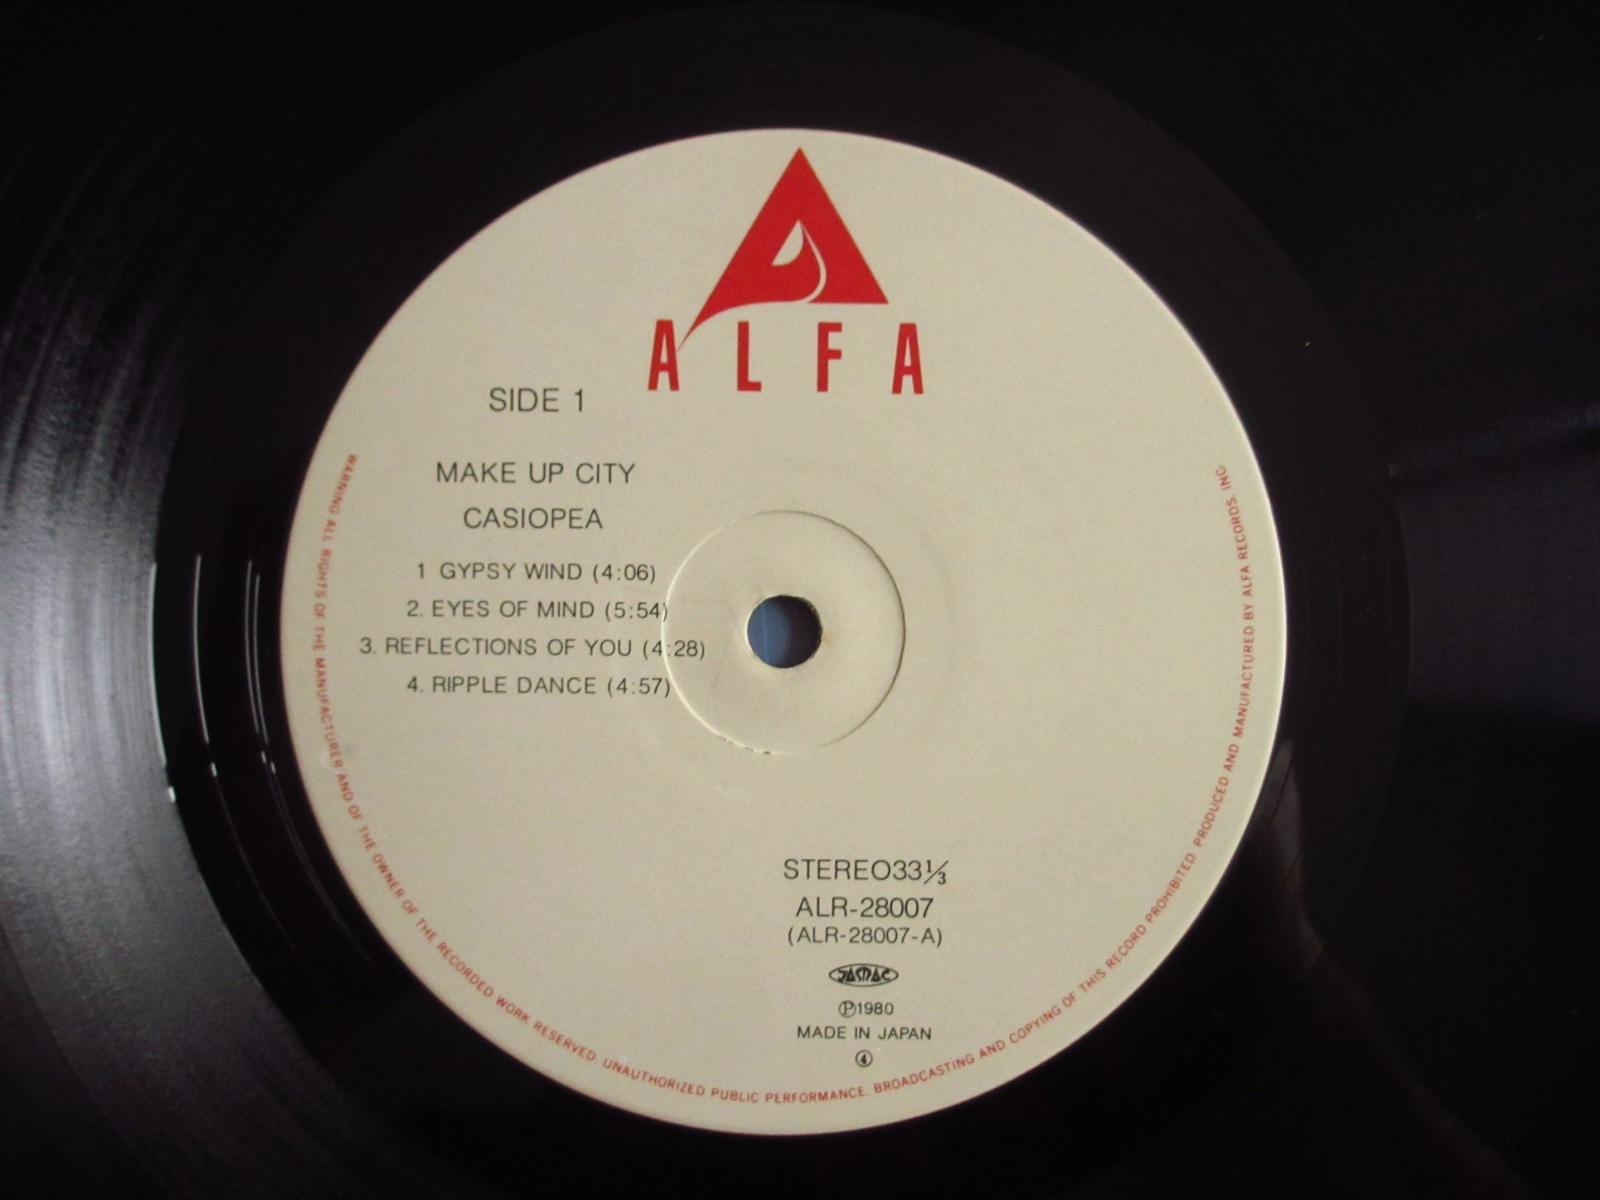 ALFA
SIDE 1
MAKE UP CITY
CASIOPEA
1 GYPSY WIND (4:06)
2. EYES OF MIND (5:54)
3. REFLECTIONS OF YOU (4:28)
4. RIPPLE DANCE (4:57)
STEREO33⅓
ALR-28007
(ALR-28007-A)
JASRAC
Ⓟ1980
MADE IN JAPAN
④
WARNING ALL RIGHTS OF THE MANUFACTURER AND OF THE OWNER OF THE RECORDED WORK RESERVED. UNAUTHORIZED PUBLIC PERFORMANCE. BROADCASTING AND COPYING OF THIS RECORD PROHIBITED PRODUCED AND MANUFACTURED BY ALFA RECORDS. INC.